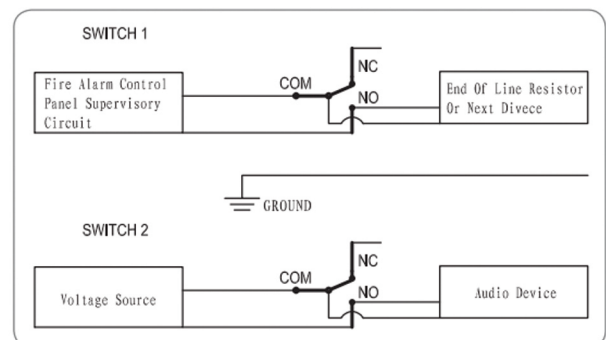 SWITCH 1
Fire Alarm Control
Panel Supervisory
Circuit
COM
NC
NO
End Of Line Resistor
Or Next Divece
GROUND
SWITCH 2
Voltage Source
COM
NC
NO
Audio Device